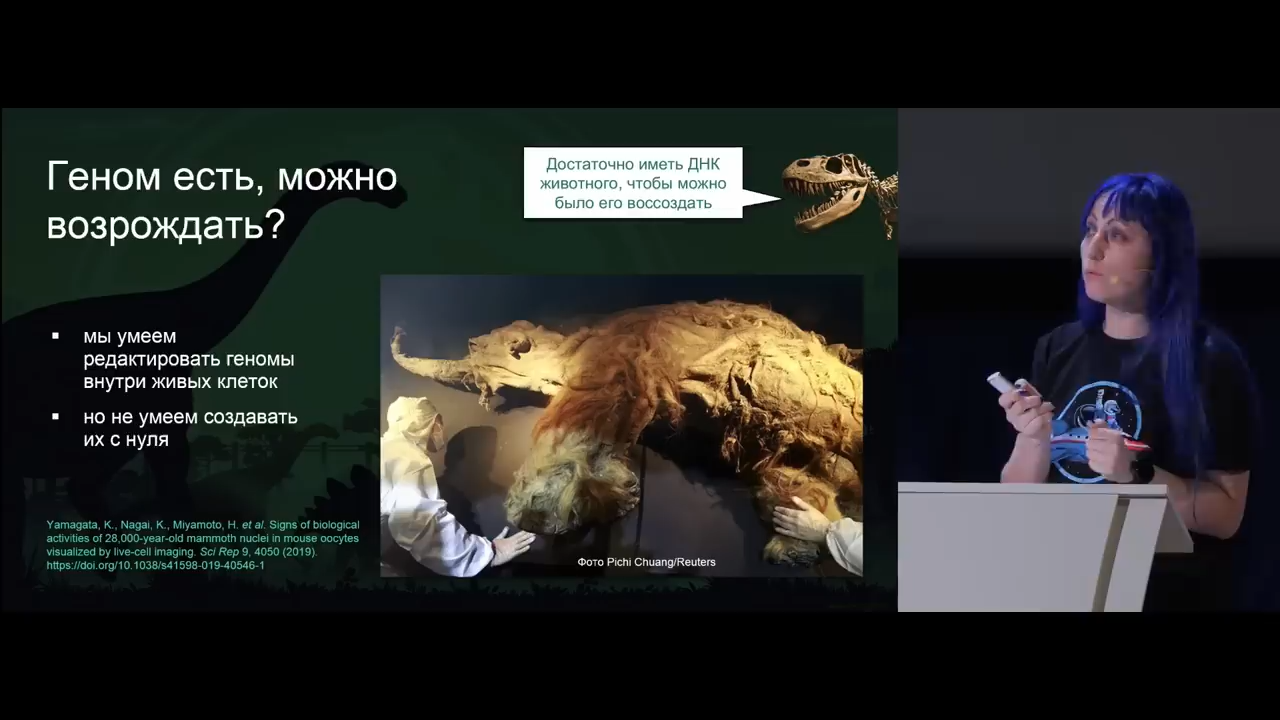 Геном есть, можно
возрождать?
Достаточно иметь ДНК
животного, чтобы можно
было его воссоздать
▪ мы умеем
редактировать геномы
внутри живых клеток
▪ но не умеем создавать
их с нуля
Yamagata, K., Nagai, K., Miyamoto, H. et al. Signs of biological
activities of 28,000-year-old mammoth nuclei in mouse oocytes
visualized by live-cell imaging. Sci Rep 9, 4050 (2019).
https://doi.org/10.1038/s41598-019-40546-1
Фото Pichi Chuang/Reuters